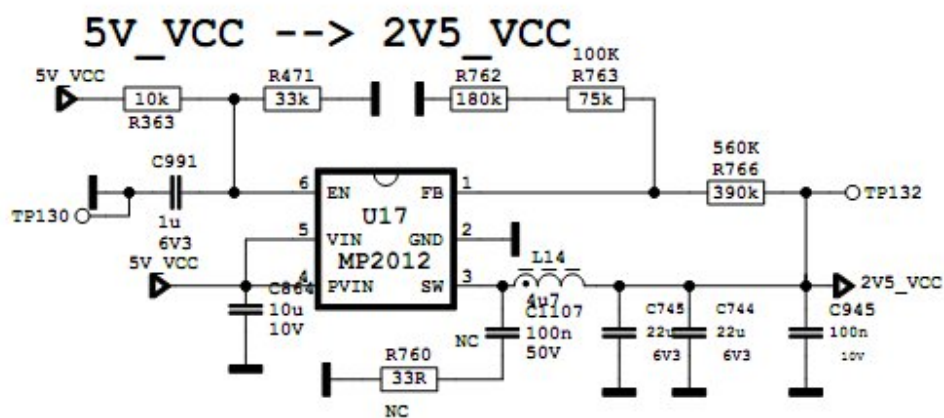 5V_VCC --> 2V5_VCC
100K
5V_VCC R471 R762 R763
10k 33k 180k 75k
R363
560K
C991 R766
6 EN FB 1 390k TP132
TP130 U17
1u 5 VIN GND 2
6V3 MP2012 L14
5V_VCC 4 PVIN SW 3 2V5_VCC
C864 4u7 C1107 C745 C744 C945
10u 100n 22u 22u 100n
10V NC 50V 6V3 6V3 10V
R760
33R
NC